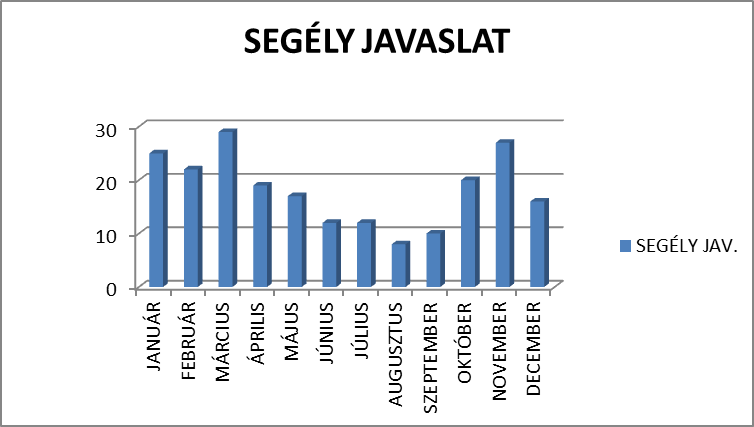 SEGÉLY JAVASLAT
30
20
10
0
JANUÁR
FEBRUÁR
MÁRCIUS
ÁPRILIS
MÁJUS
JÚNIUS
JÚLIUS
AUGUSZTUS
SZEPTEMBER
OKTÓBER
NOVEMBER
DECEMBER
SEGÉLY JAV.